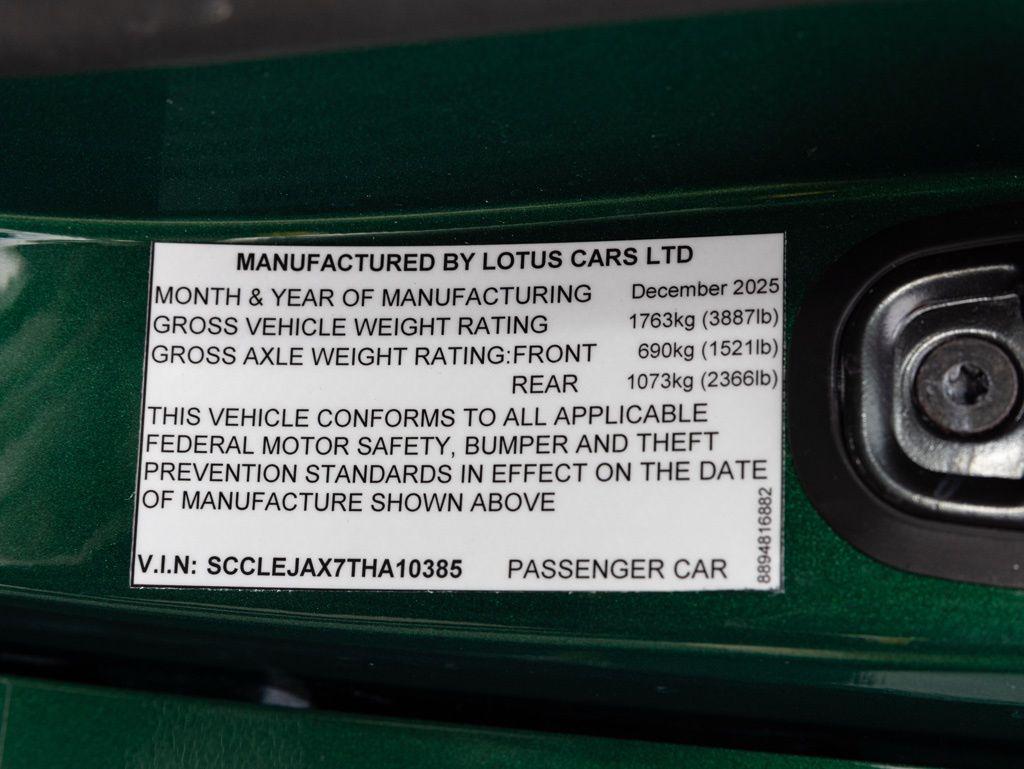 MANUFACTURED BY LOTUS CARS LTD
MONTH & YEAR OF MANUFACTURING December 2025
GROSS VEHICLE WEIGHT RATING 1763kg (3887lb)
GROSS AXLE WEIGHT RATING:FRONT 690kg (1521lb)
REAR 1073kg (2366lb)
THIS VEHICLE CONFORMS TO ALL APPLICABLE
FEDERAL MOTOR SAFETY, BUMPER AND THEFT
PREVENTION STANDARDS IN EFFECT ON THE DATE
OF MANUFACTURE SHOWN ABOVE
V.I.N: SCCLEJAX7THA10385 PASSENGER CAR
8894816882